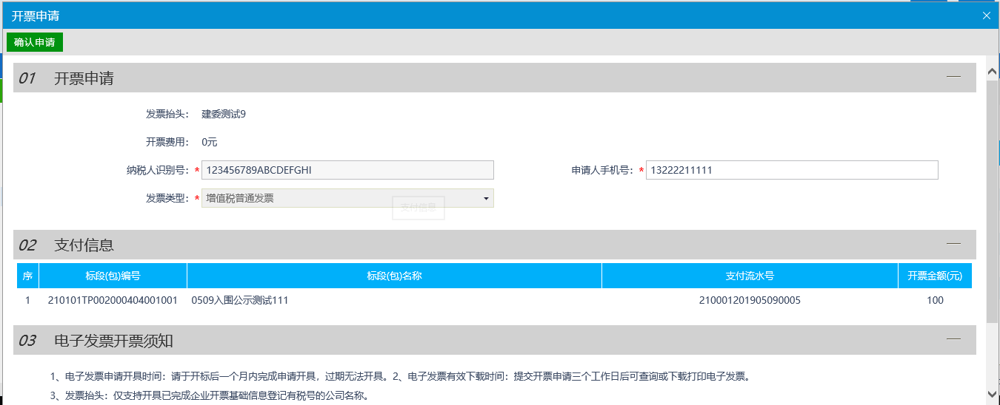 开票申请
确认申请
01 开票申请
发票抬头： 建委测试9
开票费用： 0元
纳税人识别号：* 123456789ABCDEFGHI 申请人手机号：* 13222211111
发票类型：* 增值税普通发票
支付信息
02 支付信息
序 标段(包)编号 标段(包)名称 支付流水号 开票金额(元)
1 210101TP002000404001001 0509入围公示测试111 210001201905090005 100
03 电子发票开票须知
1、电子发票申请开具时间：请于开标后一个月内完成申请开具，过期无法开具。2、电子发票有效下载时间：提交开票申请三个工作日后可查询或下载打印电子发票。
3、发票抬头：仅支持开具已完成企业开票基础信息登记有税号的公司名称。